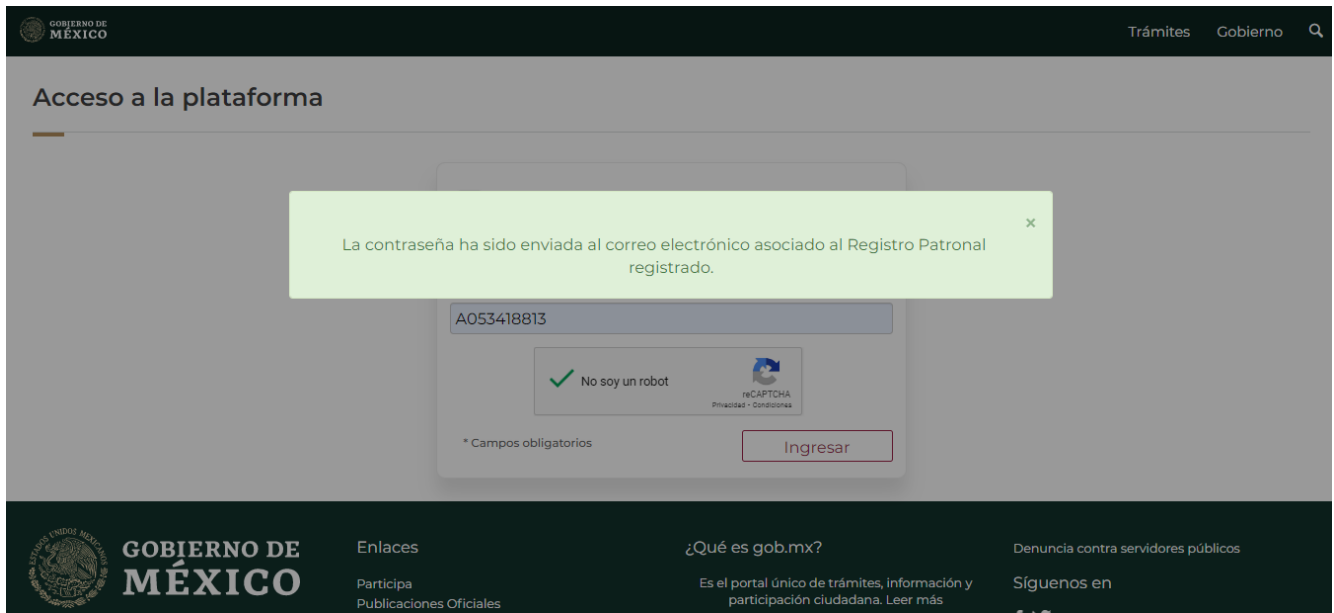 GOBIERNO DE
MÉXICO
Trámites Gobierno
Acceso a la plataforma
×
La contraseña ha sido enviada al correo electrónico asociado al Registro Patronal
registrado.
A053418813
No soy un robot
reCAPTCHA
Privacidad - Condiciones
* Campos obligatorios
Ingresar
ESTADOS UNIDOS MEXICANOS
GOBIERNO DE
MÉXICO
Enlaces
Participa
Publicaciones Oficiales
¿Qué es gob.mx?
Es el portal único de trámites, información y
participación ciudadana. Leer más
Denuncia contra servidores públicos
Síguenos en